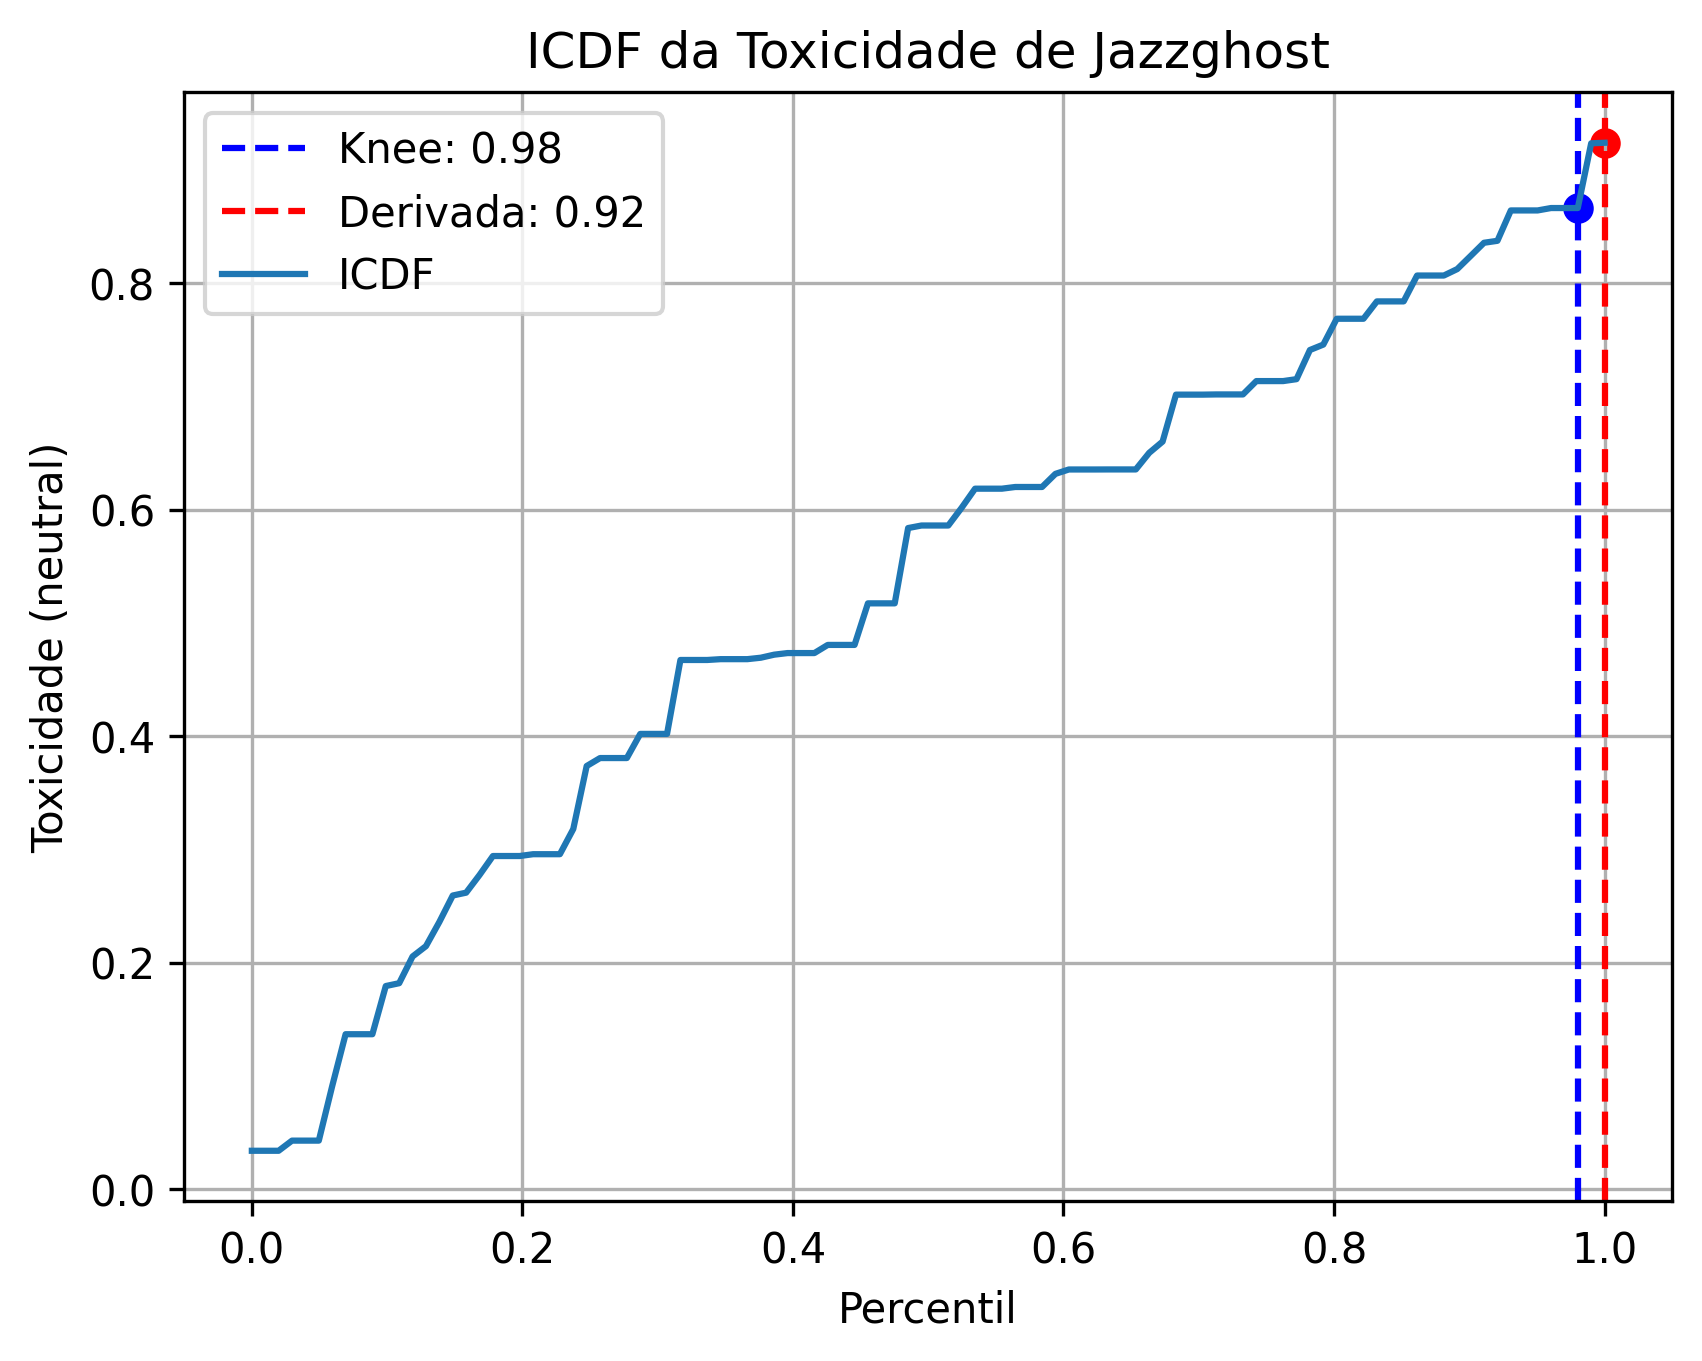 ICDF da Toxicidade de Jazzghost
Knee: 0.98
Derivada: 0.92
ICDF
0.8
0.6
0.4
0.2
0.0
Toxicidade (neutral)
0.0 0.2 0.4 0.6 0.8 1.0
Percentil